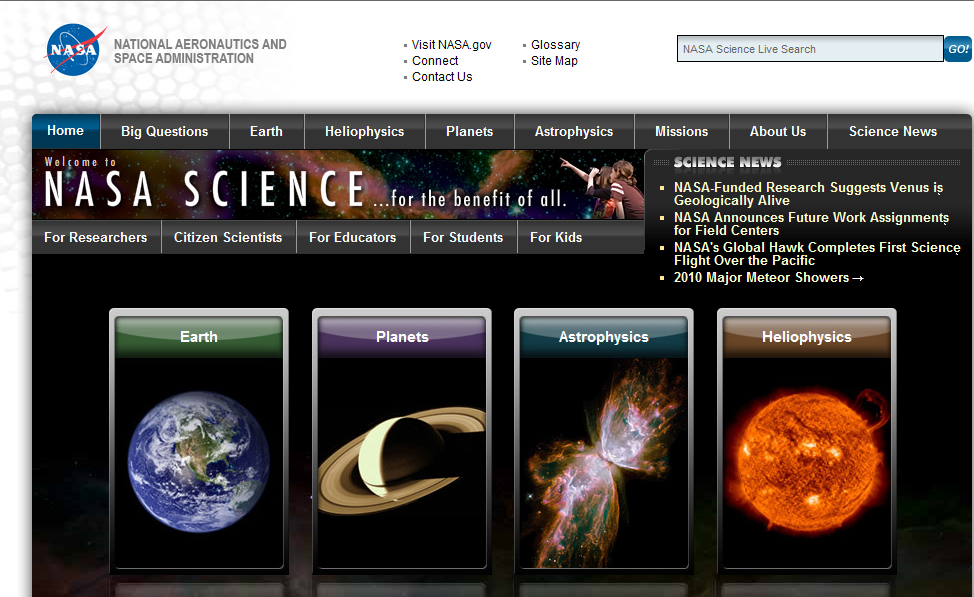 NASA
NATIONAL AERONAUTICS AND
SPACE ADMINISTRATION
Visit NASA.gov
Connect
Contact Us
Glossary
Site Map
NASA Science Live Search
GO!
Home
Big Questions
Earth
Heliophysics
Planets
Astrophysics
Missions
About Us
Science News
Welcome to
NASA SCIENCE ...for the benefit of all.
For Researchers
Citizen Scientists
For Educators
For Students
For Kids
SCIENCE NEWS
NASA-Funded Research Suggests Venus is
Geologically Alive
NASA Announces Future Work Assignments
for Field Centers
NASA's Global Hawk Completes First Science
Flight Over the Pacific
2010 Major Meteor Showers→
Earth
Planets
Astrophysics
Heliophysics